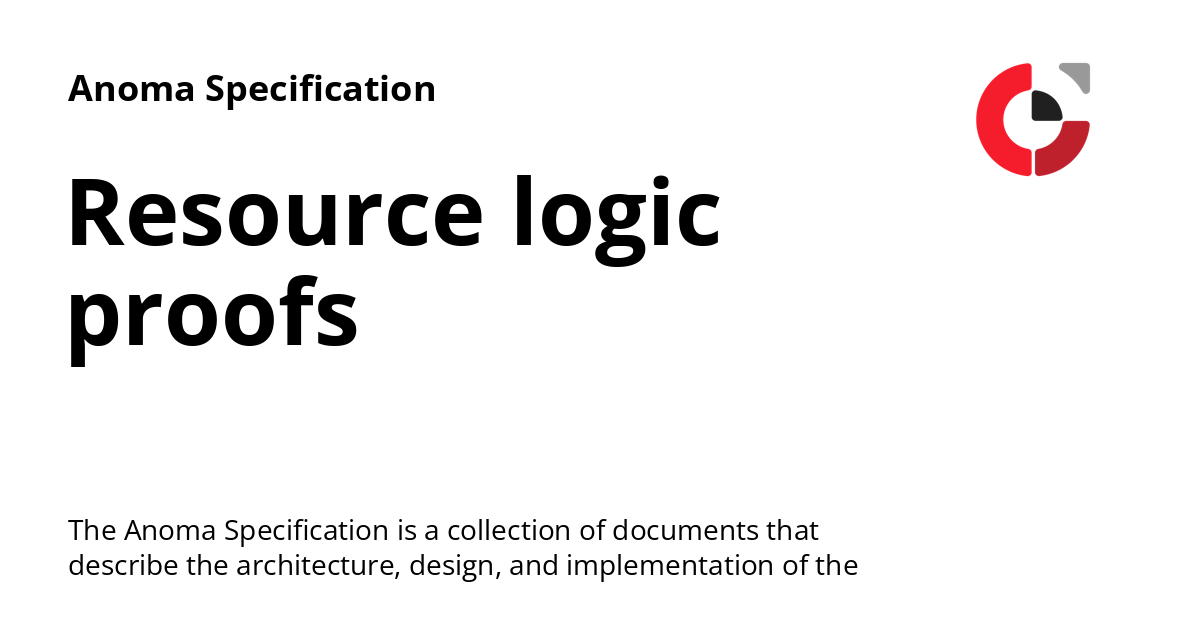 Anoma Specification
Resource logic
proofs
The Anoma Specification is a collection of documents that
describe the architecture, design, and implementation of the